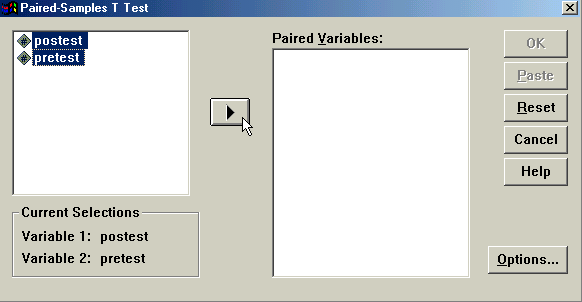 Paired-Samples T Test
postest
pretest
Paired Variables:
OK
Paste
Reset
Cancel
Help
Current Selections
Variable 1: postest
Variable 2: pretest
Options...